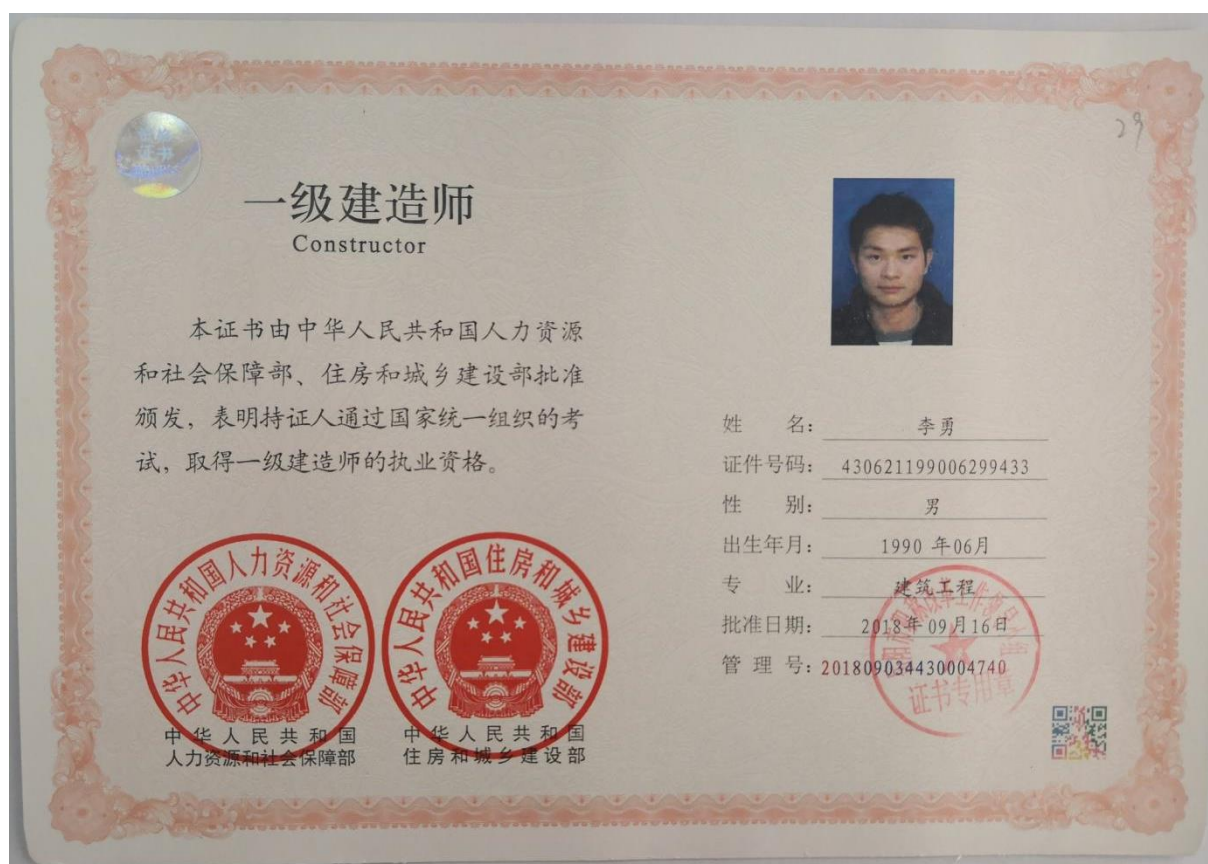 29
一级建造师
Constructor
本证书由中华人民共和国人力资源
和社会保障部、住房和城乡建设部批准
颁发，表明持证人通过国家统一组织的考
试，取得一级建造师的执业资格。
中华人民共和国人力资源和社会保障部
中华人民共和国住房和城乡建设部
中华人民共和国
人力资源和社会保障部
中华人民共和国
住房和城乡建设部
姓 名：李勇
证件号码：430621199006299433
性 别：男
出生年月：1990 年06月
专 业：建筑工程
批准日期：2018年09月16日
管 理 号：201809034430004740
证书专用章